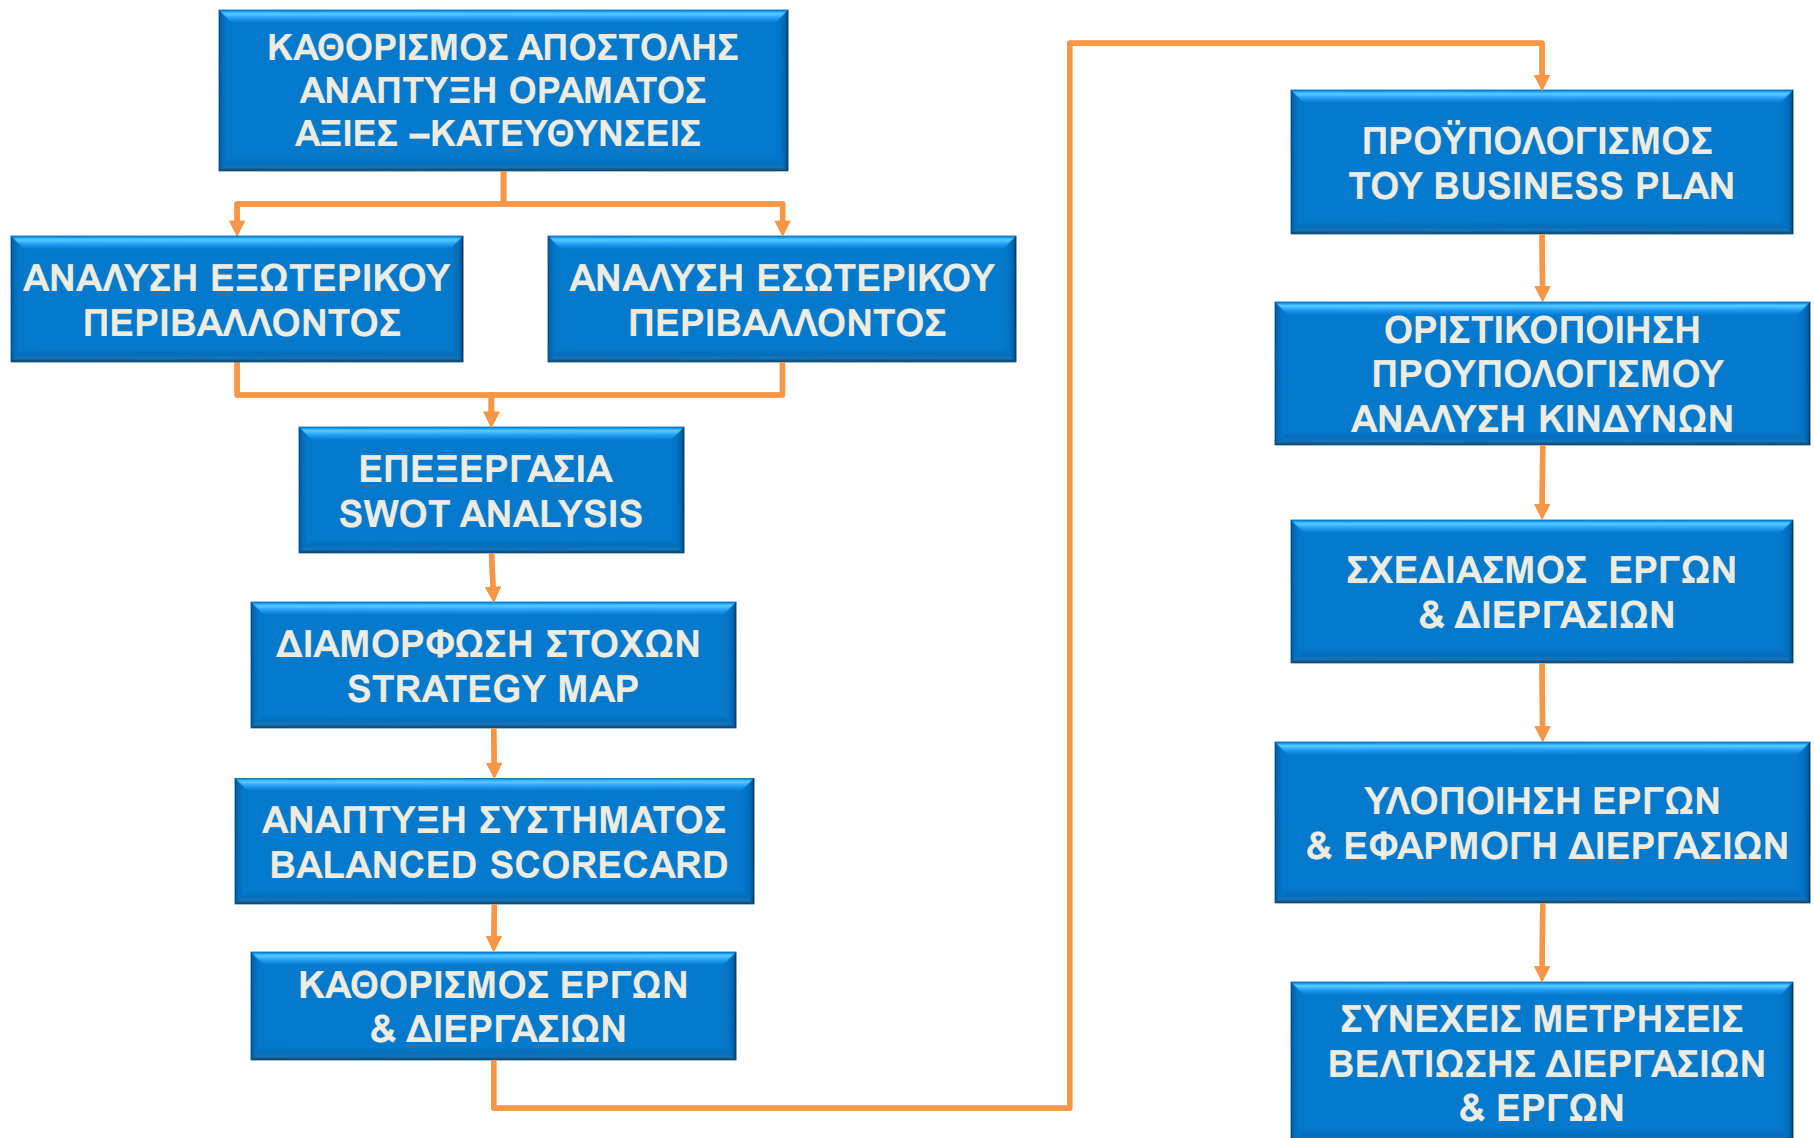 ΚΑΘΟΡΙΣΜΟΣ ΑΠΟΣΤΟΛΗΣ
ΑΝΑΠΤΥΞΗ ΟΡΑΜΑΤΟΣ
ΑΞΙΕΣ –ΚΑΤΕΥΘΥΝΣΕΙΣ
ΑΝΑΛΥΣΗ ΕΞΩΤΕΡΙΚΟΥ
ΠΕΡΙΒΑΛΛΟΝΤΟΣ
ΑΝΑΛΥΣΗ ΕΣΩΤΕΡΙΚΟΥ
ΠΕΡΙΒΑΛΛΟΝΤΟΣ
ΕΠΕΞΕΡΓΑΣΙΑ
SWOT ANALYSIS
ΔΙΑΜΟΡΦΩΣΗ ΣΤΟΧΩΝ
STRATEGY MAP
ΑΝΑΠΤΥΞΗ ΣΥΣΤΗΜΑΤΟΣ
BALANCED SCORECARD
ΚΑΘΟΡΙΣΜΟΣ ΕΡΓΩΝ
& ΔΙΕΡΓΑΣΙΩΝ
ΠΡΟΫΠΟΛΟΓΙΣΜΟΣ
ΤΟΥ BUSINESS PLAN
ΟΡΙΣΤΙΚΟΠΟΙΗΣΗ
ΠΡΟΥΠΟΛΟΓΙΣΜΟΥ
ΑΝΑΛΥΣΗ ΚΙΝΔΥΝΩΝ
ΣΧΕΔΙΑΣΜΟΣ ΕΡΓΩΝ
& ΔΙΕΡΓΑΣΙΩΝ
ΥΛΟΠΟΙΗΣΗ ΕΡΓΩΝ
& ΕΦΑΡΜΟΓΗ ΔΙΕΡΓΑΣΙΩΝ
ΣΥΝΕΧΕΙΣ ΜΕΤΡΗΣΕΙΣ
ΒΕΛΤΙΩΣΗΣ ΔΙΕΡΓΑΣΙΩΝ
& ΕΡΓΩΝ